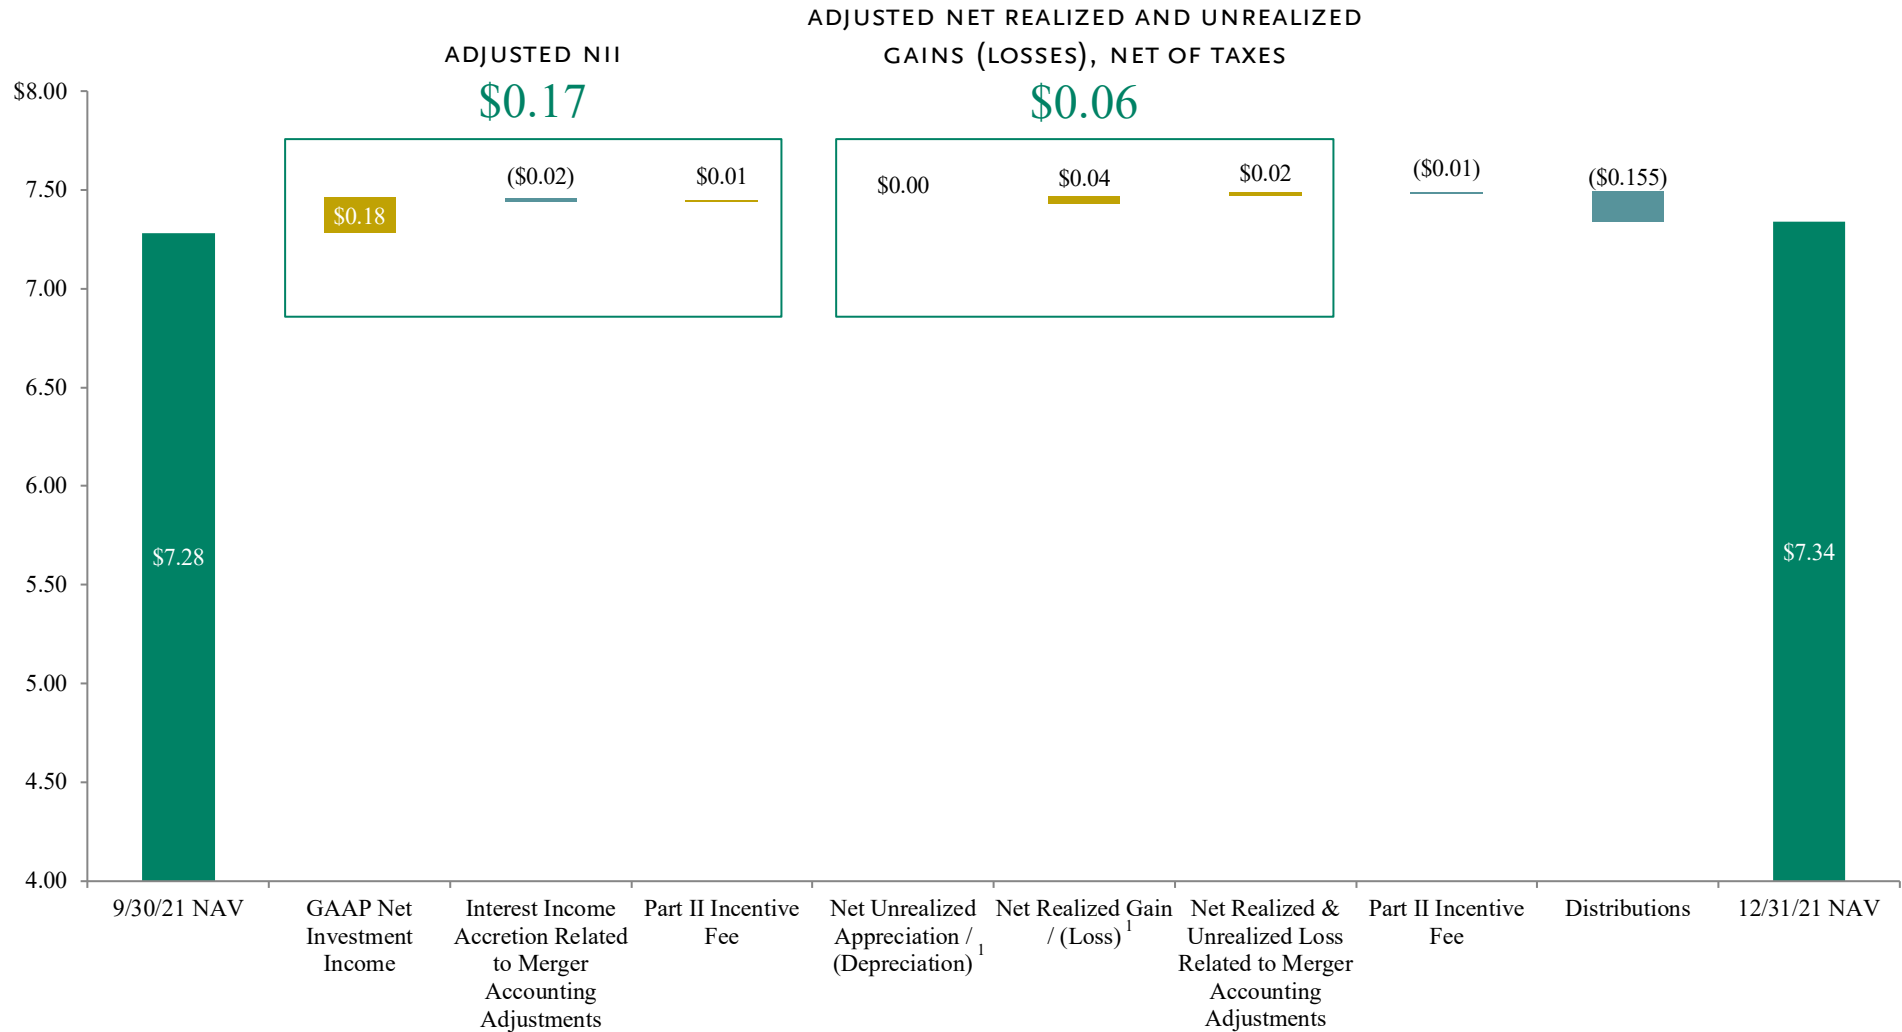 ADJUSTED NET REALIZED AND UNREALIZED
GAINS (LOSSES), NET OF TAXES
$0.06
ADJUSTED NII
$0.17
$8.00
7.50
7.00
6.50
6.00
5.50
5.00
4.50
4.00
$7.28
$0.18
($0.02)
$0.01
$0.00
$0.04
$0.02
($0.01)
($0.155)
$7.34
9/30/21 NAV
GAAP Net
Investment
Income
Interest Income
Accretion Related
to Merger
Accounting
Adjustments
Part II Incentive
Fee
Net Unrealized
Appreciation /
(Depreciation) 1
Net Realized Gain
/ (Loss) 1
Net Realized &
Unrealized Loss
Related to Merger
Accounting
Adjustments
Part II Incentive
Fee
Distributions
12/31/21 NAV